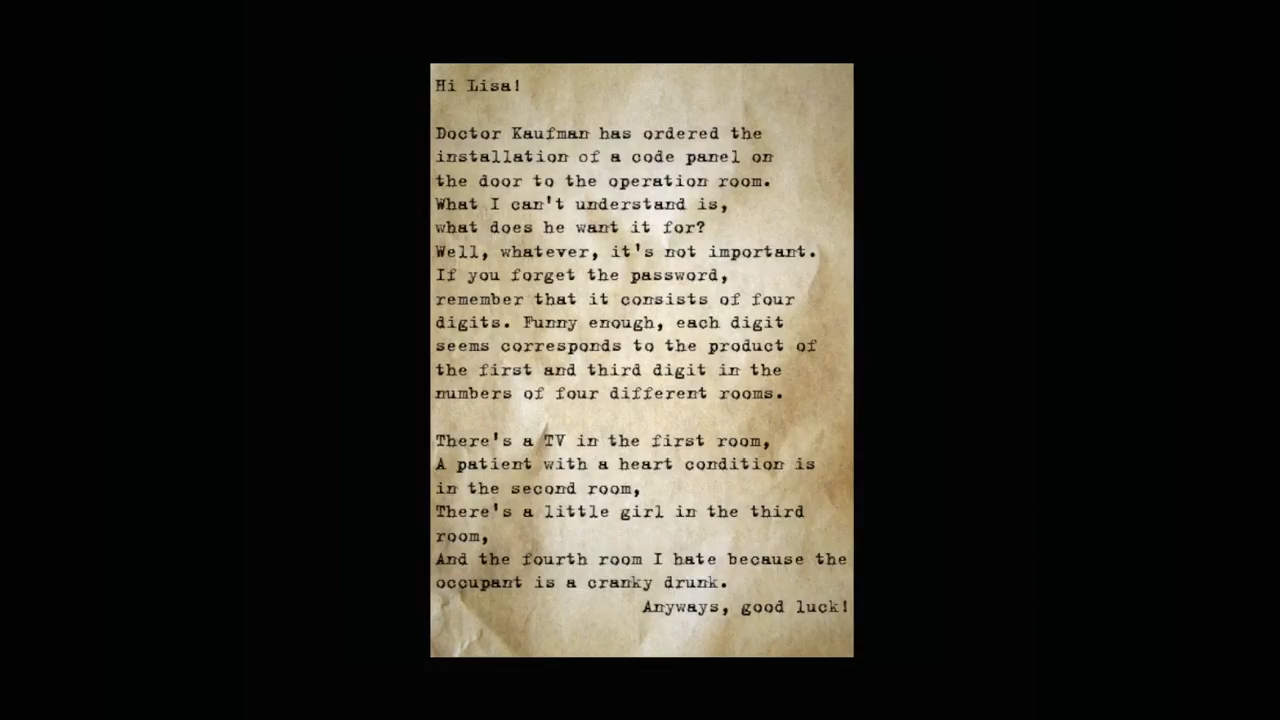 Hi Lisa!
Doctor Kaufman has ordered the
installation of a code panel on
the door to the operation room.
What I can't understand is,
what does he want it for?
Well, whatever, it's not important.
If you forget the password,
remember that it consists of four
digits. Funny enough, each digit
seems corresponds to the product of
the first and third digit in the
numbers of four different rooms.
There's a TV in the first room,
A patient with a heart condition is
in the second room,
There's a little girl in the third
room,
And the fourth room I hate because the
occupant is a cranky drunk.
Anyways, good luck!